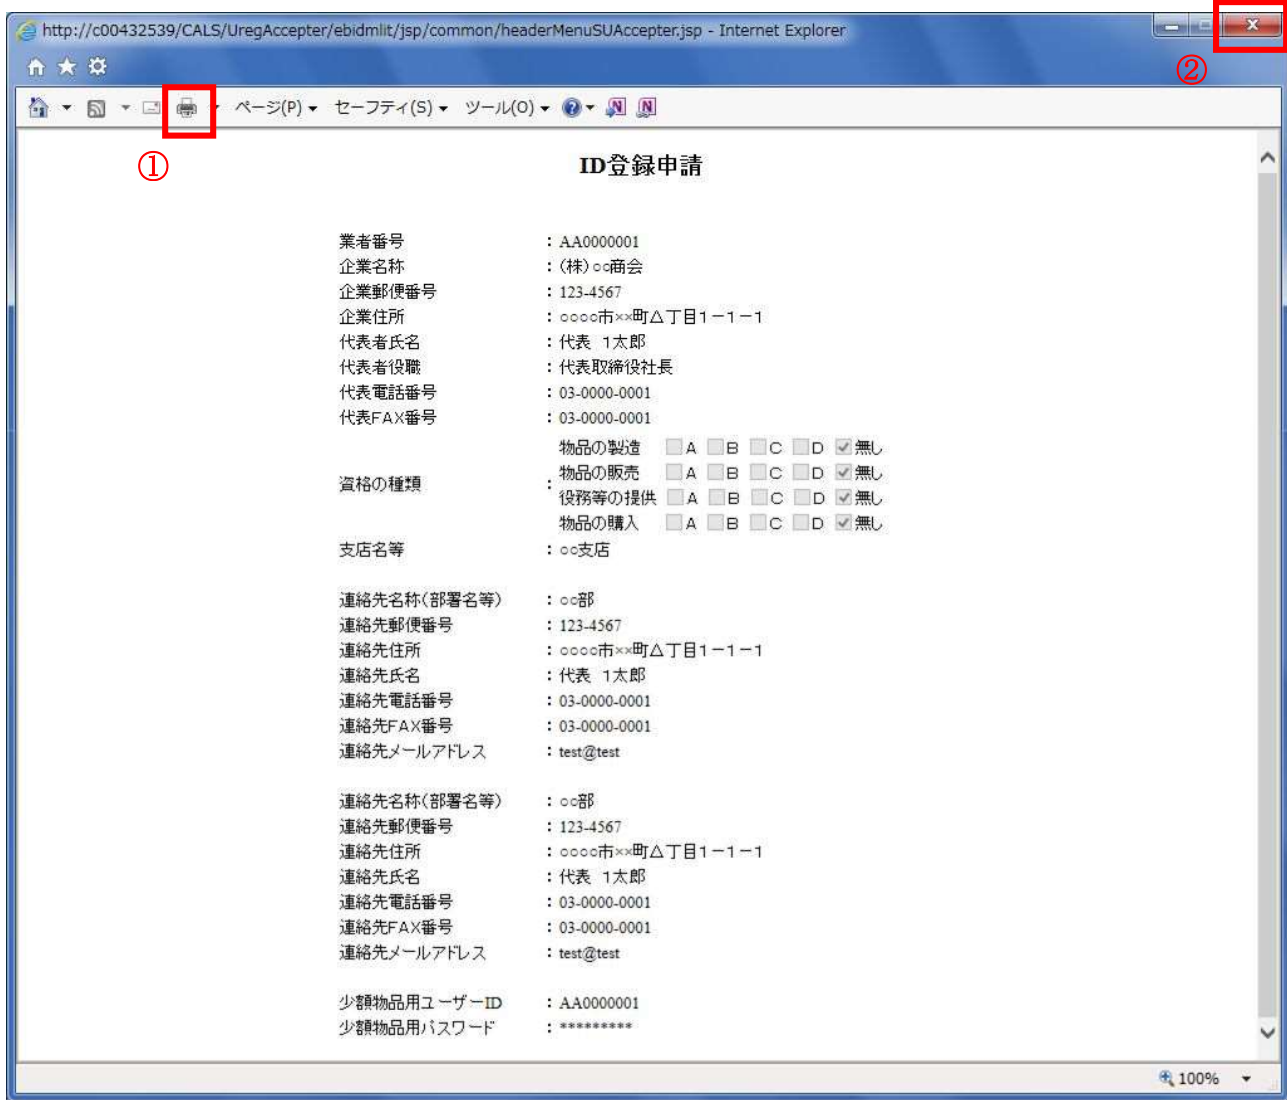 http://c00432539/CALS/UregAccepter/ebidmlit/jsp/common/headerMenuSUAccepter.jsp - Internet Explorer
②
ページ(P) セーフティ(S) ツール(O)
①
ID登録申請
業者番号 : AA0000001
企業名称 : (株)○○商会
企業郵便番号 : 123-4567
企業住所 : ○○○○市××町△丁目1-1-1
代表者氏名 : 代表 1太郎
代表者役職 : 代表取締役社長
代表電話番号 : 03-0000-0001
代表FAX番号 : 03-0000-0001
資格の種類 :
物品の製造 A B C D 無し
物品の販売 A B C D 無し
役務等の提供 A B C D 無し
物品の購入 A B C D 無し
支店名等 : ○○支店
連絡先名称(部署名等) : ○○部
連絡先郵便番号 : 123-4567
連絡先住所 : ○○○○市××町△丁目1-1-1
連絡先氏名 : 代表 1太郎
連絡先電話番号 : 03-0000-0001
連絡先FAX番号 : 03-0000-0001
連絡先メールアドレス : test@test
連絡先名称(部署名等) : ○○部
連絡先郵便番号 : 123-4567
連絡先住所 : ○○○○市××町△丁目1-1-1
連絡先氏名 : 代表 1太郎
連絡先電話番号 : 03-0000-0001
連絡先FAX番号 : 03-0000-0001
連絡先メールアドレス : test@test
少額物品用ユーザーID : AA0000001
少額物品用パスワード : *********
100%